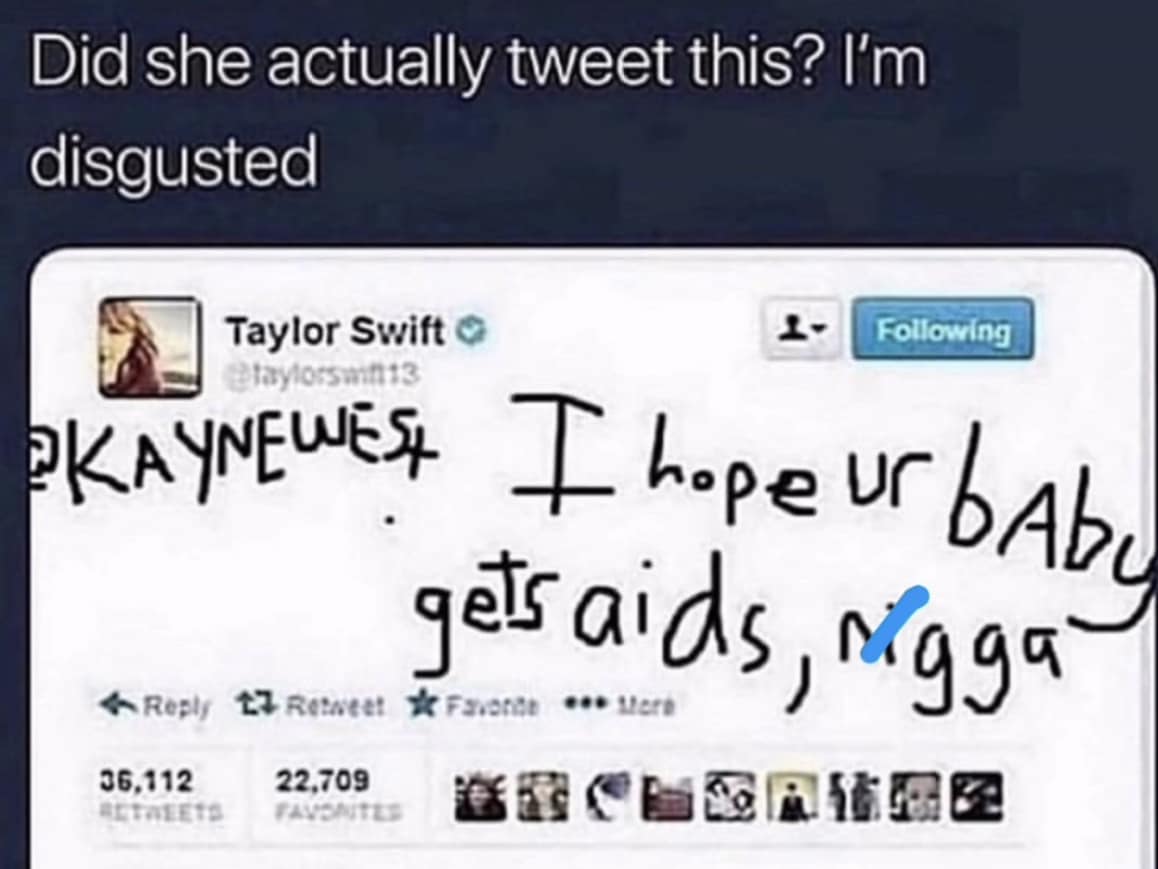 Did she actually tweet this? I'm
disgusted
Taylor Swift
Following
@taylorswift13
@KAYNEWESt I hope ur bAby
gets aids, nigga
Reply Retweet Favorite More
36,112 22,709
RETWEETS FAVORITES